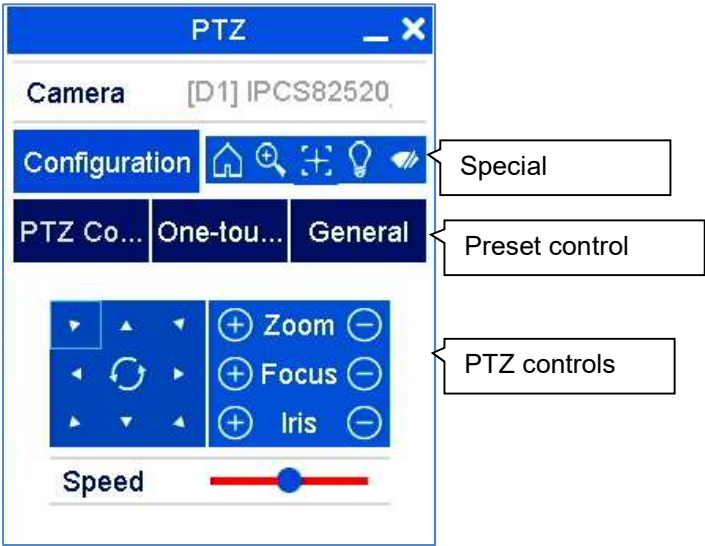 PTZ
Camera [D1] IPCS82520
Configuration
Special
PTZ Co... One-tou... General
Preset control
Zoom
Focus
PTZ controls
Iris
Speed